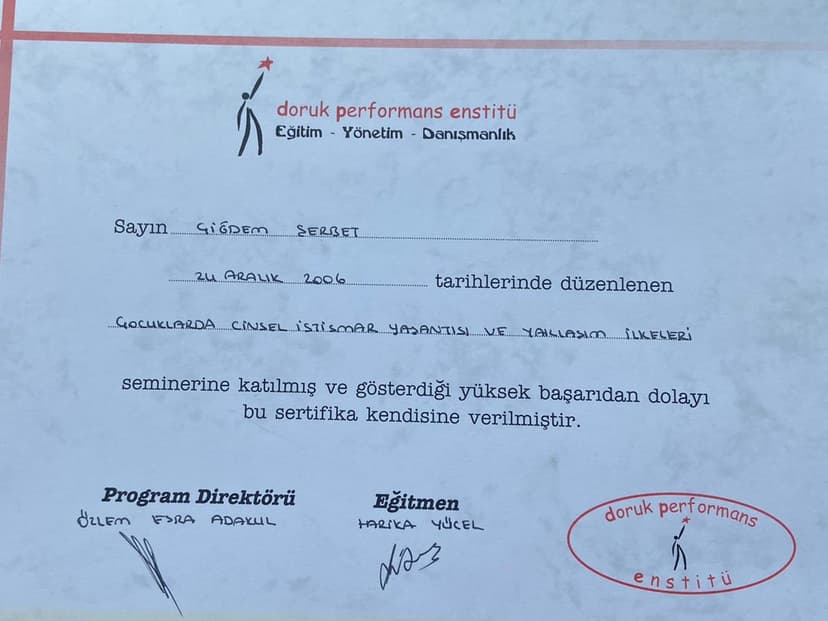 doruk performans enstitü
Eğitim - Yönetim - Danışmanlık
Sayın ÇİĞDEM ŞERBET
24 ARALIK 2006 tarihlerinde düzenlenen
ÇOCUKLARDA CİNSEL İSTİSMAR YAŞANTISI VE YAKLAŞIM İLKELERİ
seminerine katılmış ve gösterdiği yüksek başarıdan dolayı
bu sertifika kendisine verilmiştir.
Program Direktörü
ÖZLEM ESRA ADAKUL
Eğitmen
HARİKA YÜCEL
doruk performans
enstitü